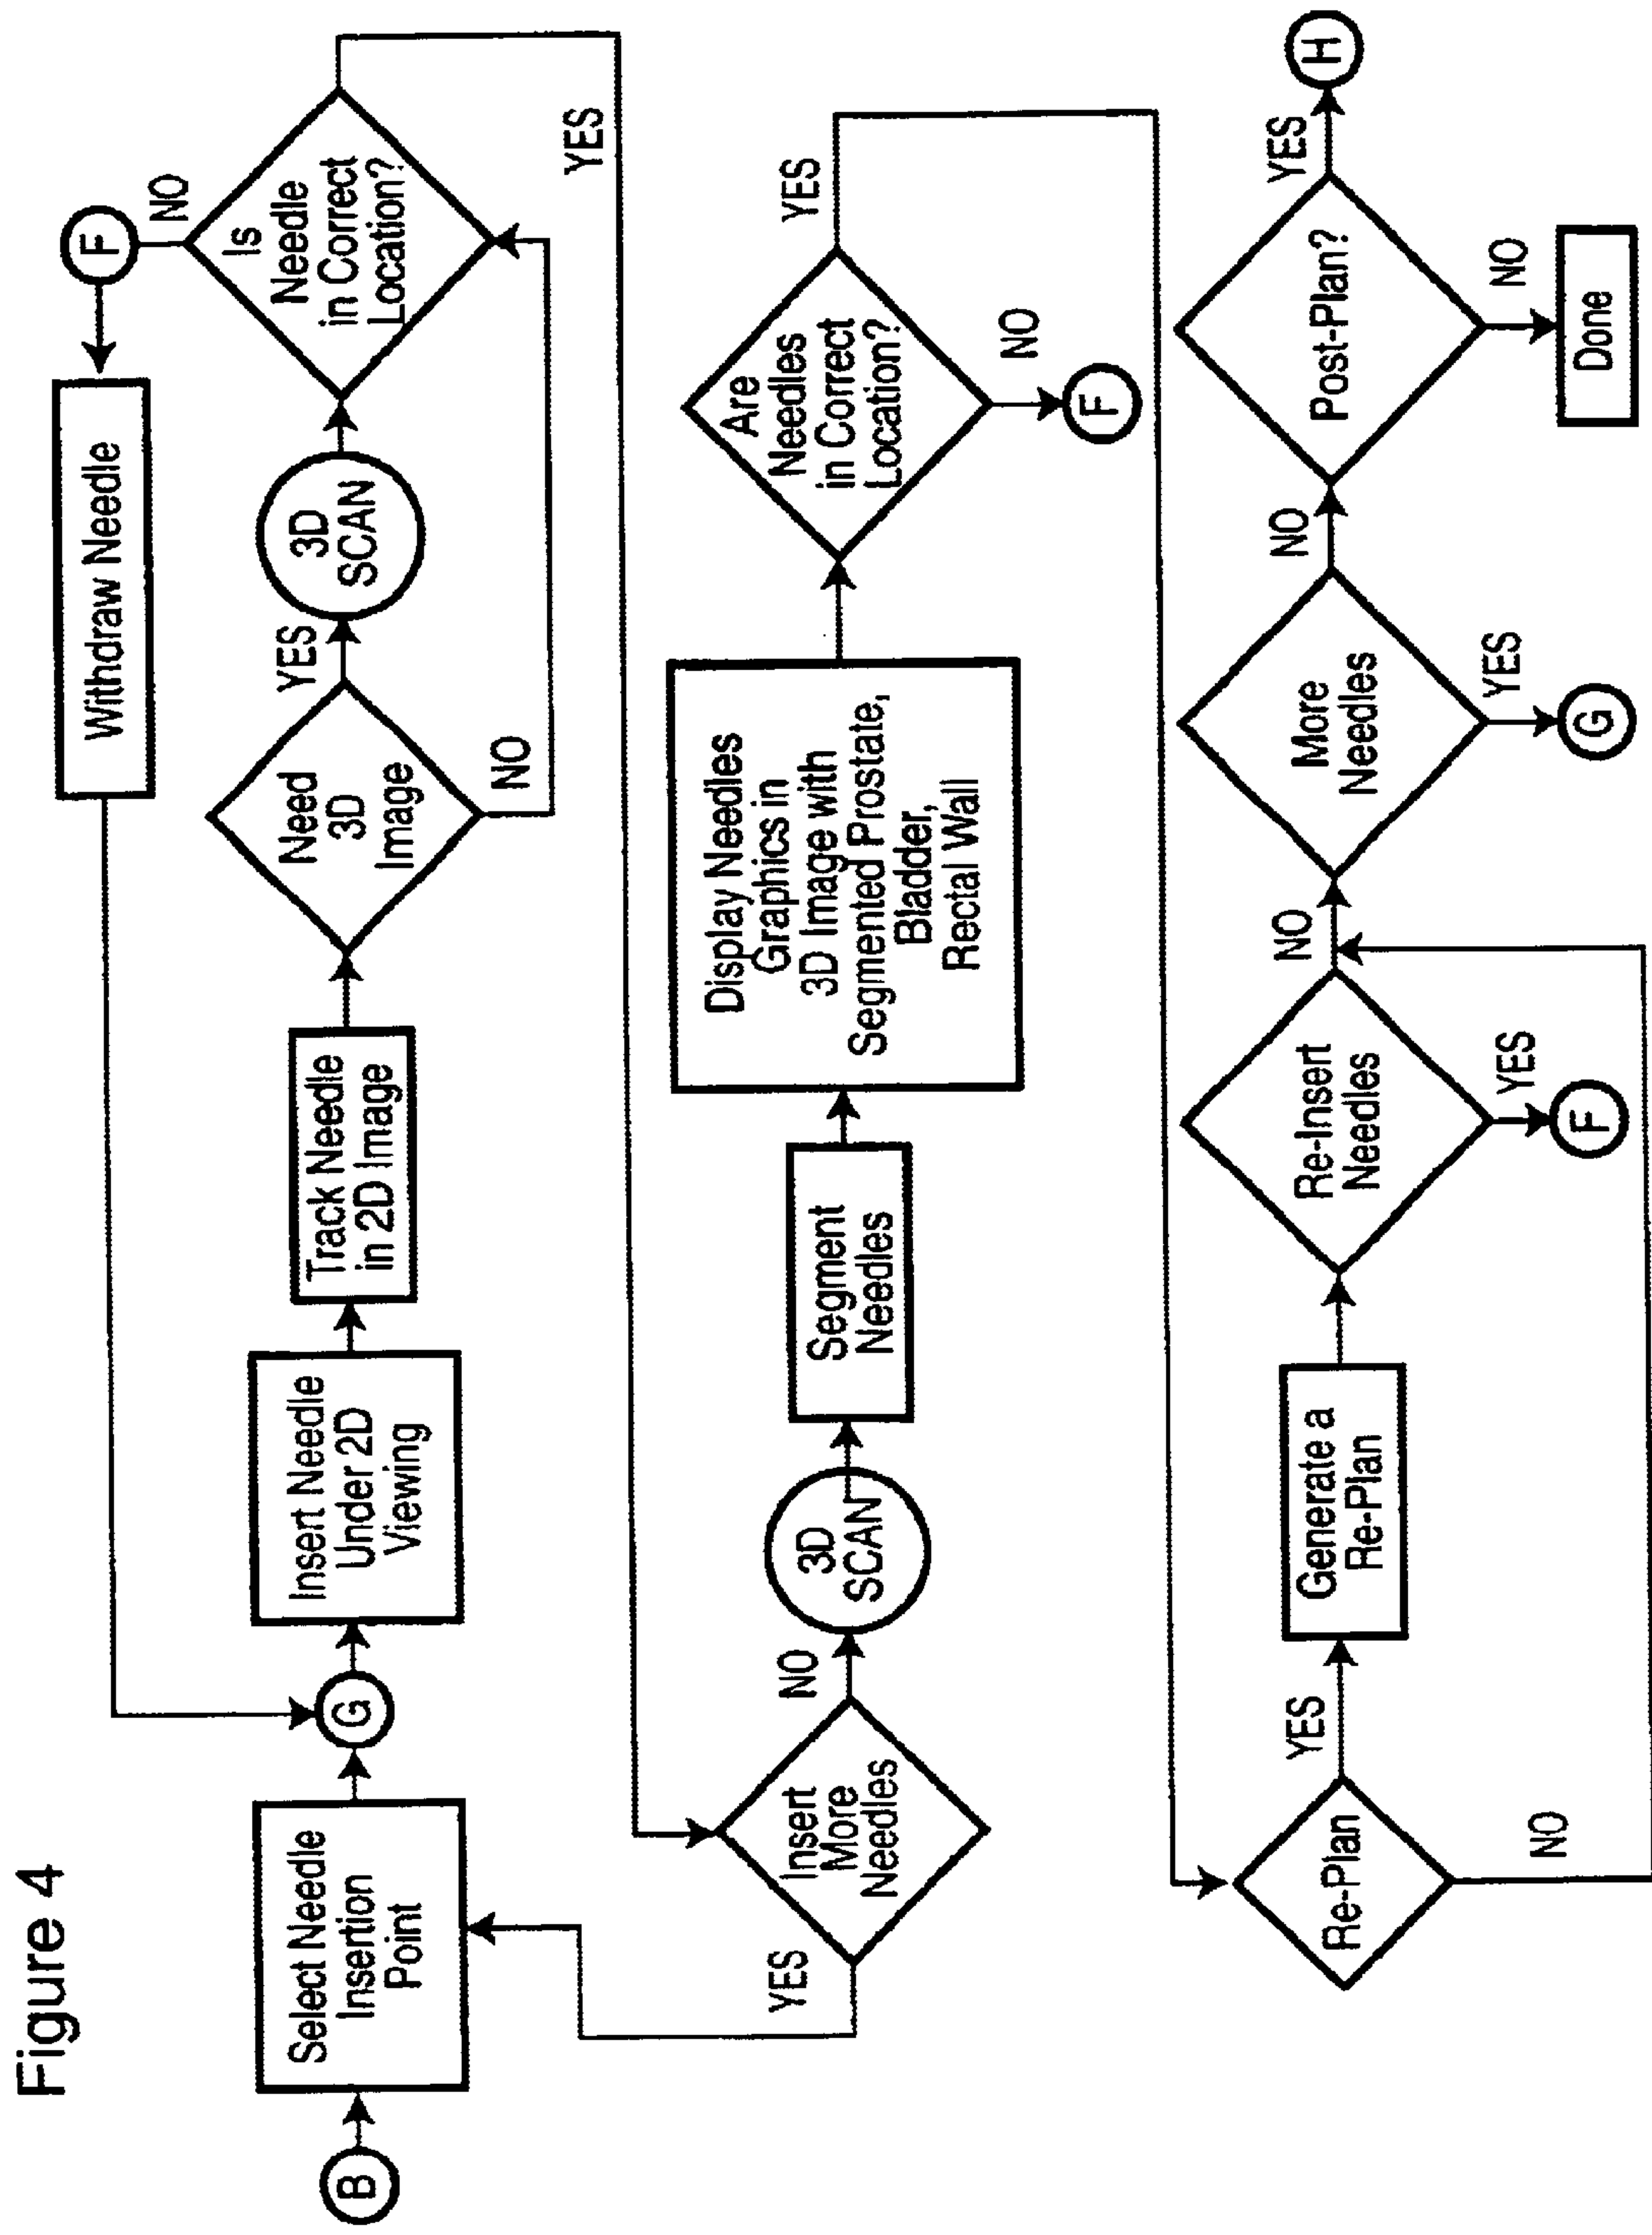 Figure 4
F
NO
Withdraw Needle
B
Select Needle
Insertion
Point
G
Insert Needle
Under 2D
Viewing
Track Needle
in 2D Image
Need
3D
Image
YES
NO
3D
SCAN
Is
Needle
in Correct
Location?
YES
Insert
More
Needles
YES
NO
3D
SCAN
Segment
Needles
Display Needles
Graphics in
3D Image with
Segmented Prostate,
Bladder,
Rectal Wall
Are
Needles
in Correct
Location?
YES
NO
F
Re-Plan
YES
NO
Generate a
Re-Plan
Re-Insert
Needles
NO
YES
F
More
Needles
NO
YES
G
Post-Plan?
YES
H
NO
Done